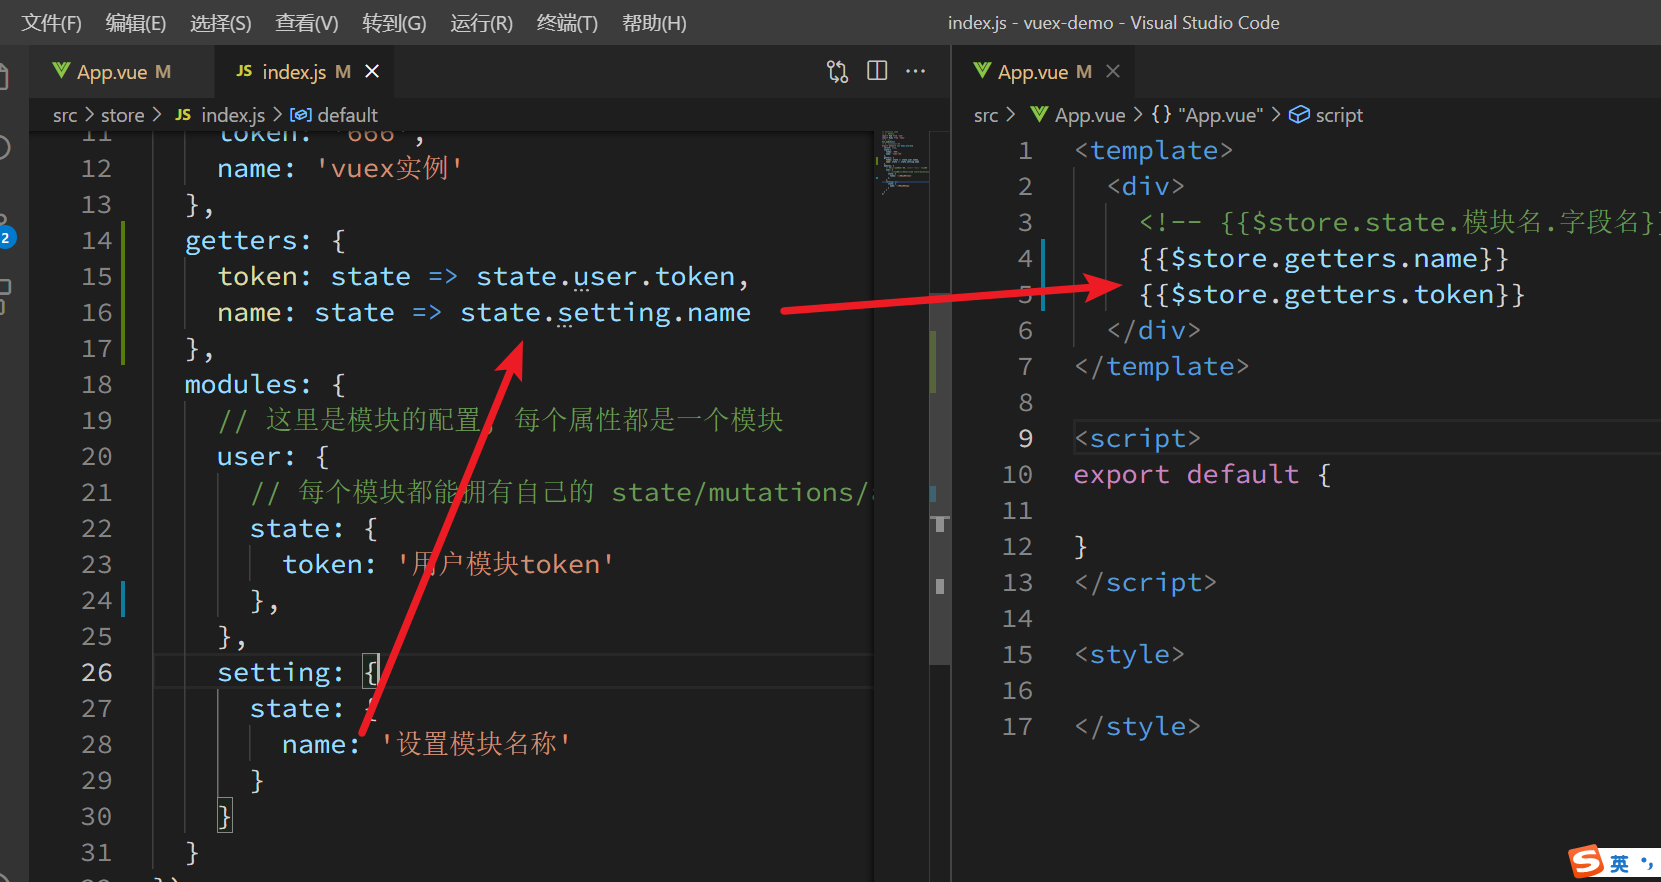 文件(F) 编辑(E) 选择(S) 查看(V) 转到(G) 运行(R) 终端(T) 帮助(H) index.js - vuex-demo - Visual Studio Code
App.vue M JS index.js M
src > store > JS index.js > default
11 token: '666',
12 name: 'vuex实例'
13 },
14 getters: {
15 token: state => state.user.token,
16 name: state => state.setting.name
17 },
18 modules: {
19 // 这里是模块的配置, 每个属性都是一个模块
20 user: {
21 // 每个模块都能拥有自己的 state/mutations/
22 state: {
23 token: '用户模块token'
24 },
25 },
26 setting: {
27 state: {
28 name: '设置模块名称'
29 }
30 }
31 }
2
App.vue M
src > App.vue > {} "App.vue" > script
1 <template>
2 <div>
3 <!-- {{$store.state.模块名.字段名}
4 {{$store.getters.name}}
5 {{$store.getters.token}}
6 </div>
7 </template>
8
9 <script>
10 export default {
11
12 }
13 </script>
14
15 <style>
16
17 </style>
S 英